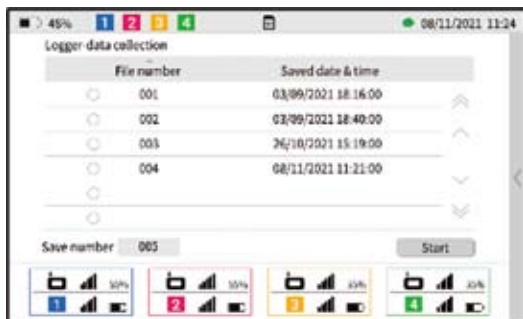 45% 1 2 3 4 08/11/2021 11:24
Logger data collection
File number Saved date & time
001 03/09/2021 18:16:00
002 03/09/2021 18:40:00
003 26/10/2021 15:19:00
004 08/11/2021 11:21:00
Save number 005 Start
1 2 3 4